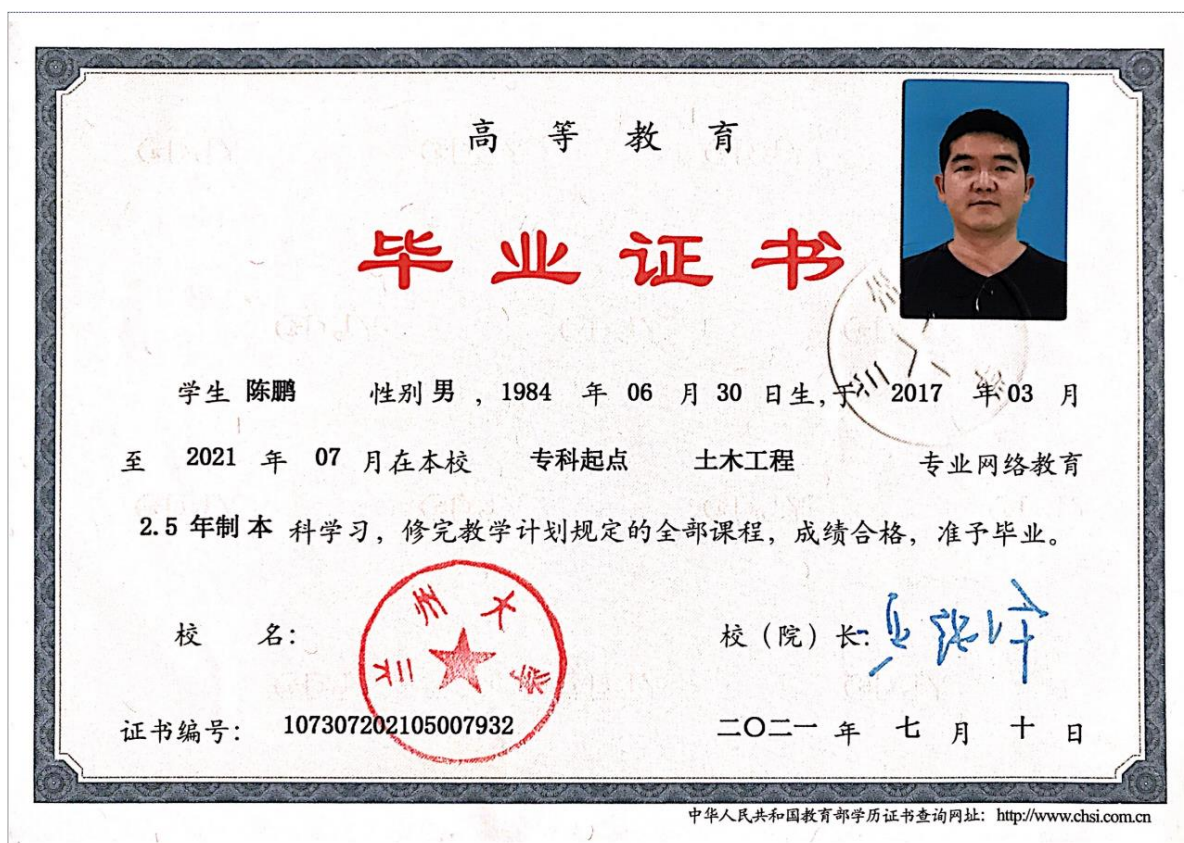 高等教育
毕业证书
学生 陈鹏 性别 男 ，1984 年 06 月 30 日生，于 2017 年 03 月
至 2021 年 07 月在本校 专科起点 土木工程 专业网络教育
2.5 年制 本 科学习，修完教学计划规定的全部课程，成绩合格，准予毕业。
校 名： 兰州大学 校（院）长：
证书编号： 107307202105007932 二〇二一 年 七 月 十 日
中华人民共和国教育部学历证书查询网址：http://www.chsi.com.cn